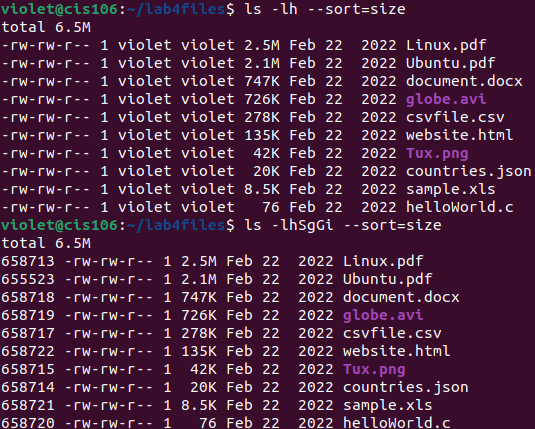 violet@cis106:~/lab4files$ ls -lh --sort=size
total 6.5M
-rw-rw-r-- 1 violet violet 2.5M Feb 22  2022 Linux.pdf
-rw-rw-r-- 1 violet violet 2.1M Feb 22  2022 Ubuntu.pdf
-rw-rw-r-- 1 violet violet 747K Feb 22  2022 document.docx
-rw-rw-r-- 1 violet violet 726K Feb 22  2022 globe.avi
-rw-rw-r-- 1 violet violet 278K Feb 22  2022 csvfile.csv
-rw-rw-r-- 1 violet violet 135K Feb 22  2022 website.html
-rw-rw-r-- 1 violet violet  42K Feb 22  2022 Tux.png
-rw-rw-r-- 1 violet violet  20K Feb 22  2022 countries.json
-rw-rw-r-- 1 violet violet 8.5K Feb 22  2022 sample.xls
-rw-rw-r-- 1 violet violet   76 Feb 22  2022 helloWorld.c
violet@cis106:~/lab4files$ ls -lhSgGi --sort=size
total 6.5M
658713 -rw-rw-r-- 1 2.5M Feb 22  2022 Linux.pdf
655523 -rw-rw-r-- 1 2.1M Feb 22  2022 Ubuntu.pdf
658718 -rw-rw-r-- 1 747K Feb 22  2022 document.docx
658719 -rw-rw-r-- 1 726K Feb 22  2022 globe.avi
658717 -rw-rw-r-- 1 278K Feb 22  2022 csvfile.csv
658722 -rw-rw-r-- 1 135K Feb 22  2022 website.html
658715 -rw-rw-r-- 1  42K Feb 22  2022 Tux.png
658714 -rw-rw-r-- 1  20K Feb 22  2022 countries.json
658721 -rw-rw-r-- 1 8.5K Feb 22  2022 sample.xls
658720 -rw-rw-r-- 1   76 Feb 22  2022 helloWorld.c